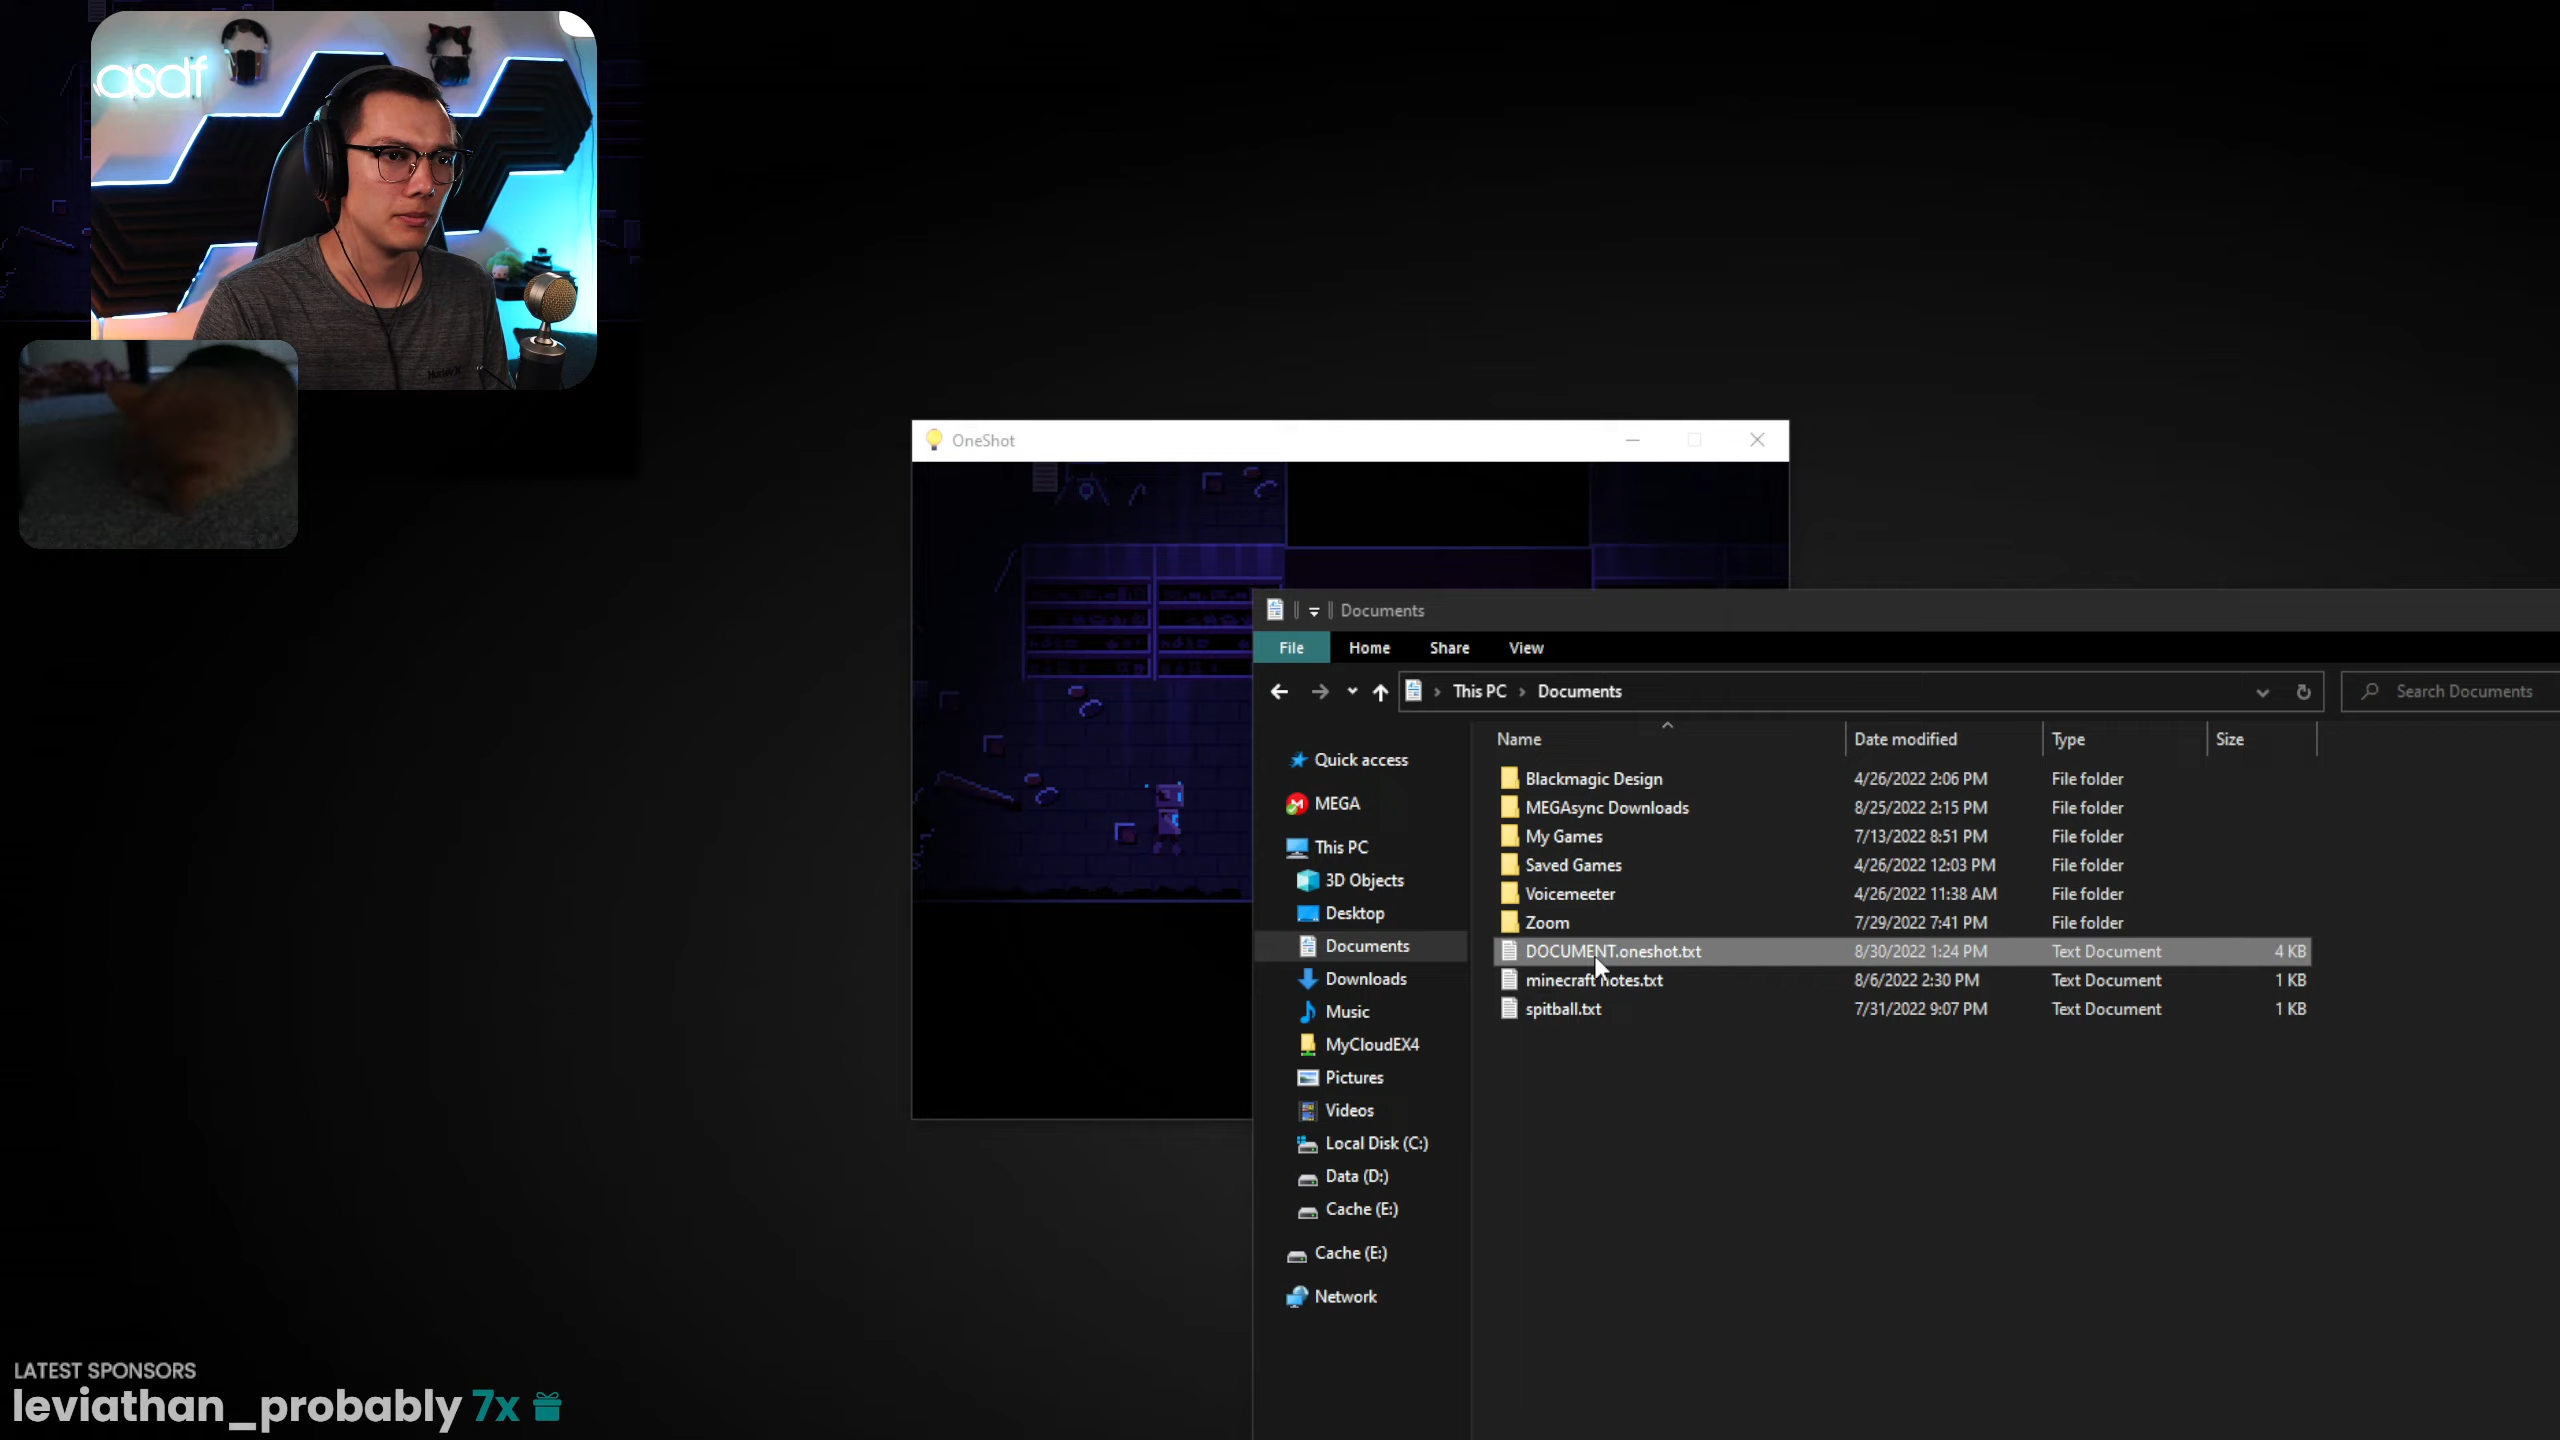 asdf
Hurley X
OneShot
Documents
File Home Share View
This PC Documents
Search Documents
Name Date modified Type Size
Quick access
MEGA
This PC
3D Objects
Desktop
Documents
Downloads
Music
MyCloudEX4
Pictures
Videos
Local Disk (C:)
Data (D:)
Cache (E:)
Cache (E:)
Network
Blackmagic Design 4/26/2022 2:06 PM File folder
MEGAsync Downloads 8/25/2022 2:15 PM File folder
My Games 7/13/2022 8:51 PM File folder
Saved Games 4/26/2022 12:03 PM File folder
Voicemeeter 4/26/2022 11:38 AM File folder
Zoom 7/29/2022 7:41 PM File folder
DOCUMENT.oneshot.txt 8/30/2022 1:24 PM Text Document 4 KB
minecraft notes.txt 8/6/2022 2:30 PM Text Document 1 KB
spitball.txt 7/31/2022 9:07 PM Text Document 1 KB
LATEST SPONSORS
leviathan_probably 7x